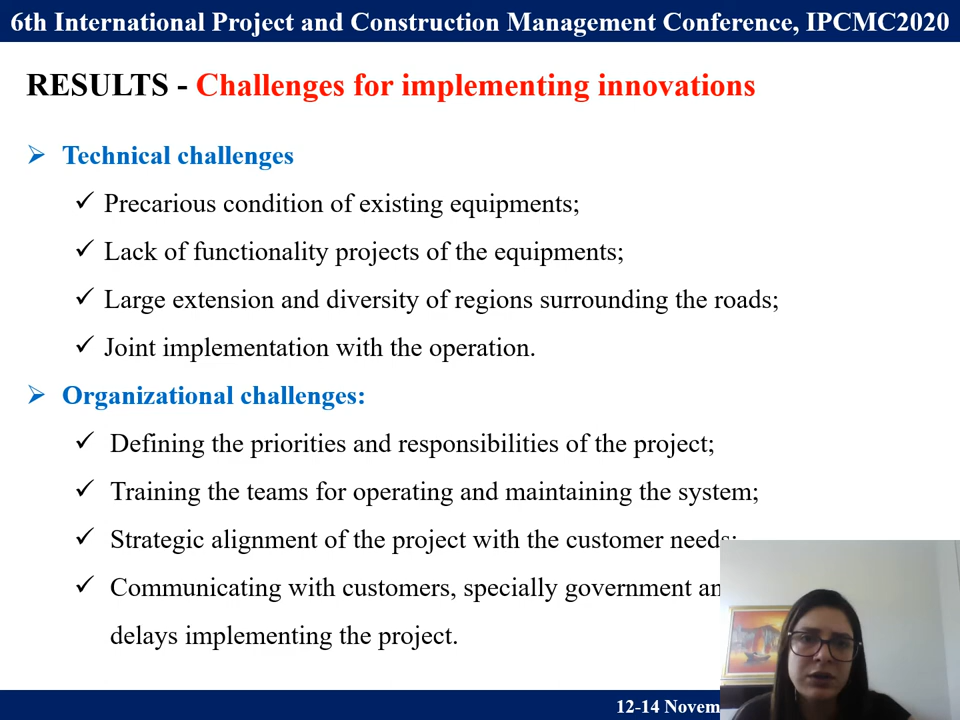 6th International Project and Construction Management Conference, IPCMC2020
RESULTS - Challenges for implementing innovations
Technical challenges
Precarious condition of existing equipments;
Lack of functionality projects of the equipments;
Large extension and diversity of regions surrounding the roads;
Joint implementation with the operation.
Organizational challenges:
Defining the priorities and responsibilities of the project;
Training the teams for operating and maintaining the system;
Strategic alignment of the project with the customer needs;
Communicating with customers, specially government
delays implementing the project.
12-14